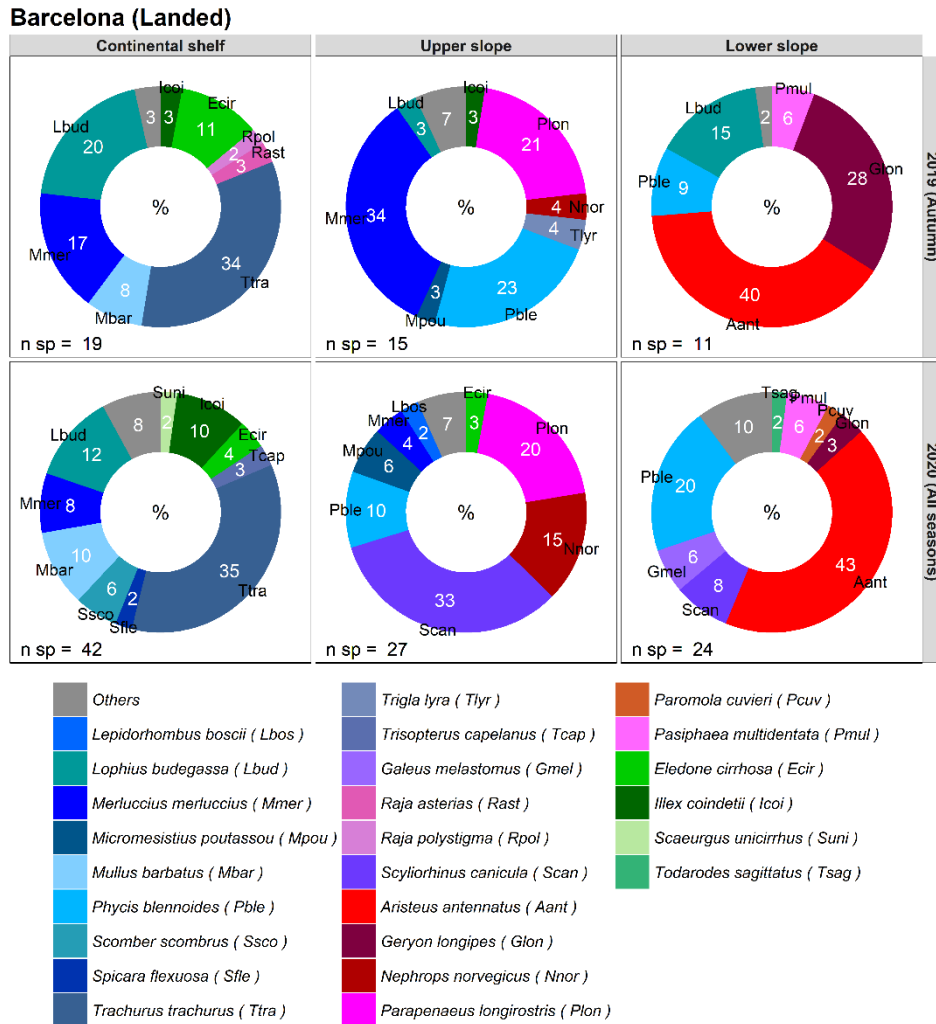 Barcelona (Landed)
Continental shelf
Upper slope
Lower slope
Icoi
3
Ecir
11
Rpol
2
Rast
3
Ttra
34
Mbar
8
Mmer
17
Lbud
20
3
%
n sp = 19
Icoi
3
Plon
21
Nnor
4
Tlyr
4
Pble
23
Mpou
3
Mmer
34
Lbud
3
7
%
n sp = 15
Pmul
6
Glon
28
Aant
40
Pble
9
Lbud
15
2
%
n sp = 11
2019 (Autumm)
Suni
2
Icoi
10
Ecir
4
Tcap
3
Ttra
35
Sfle
2
Ssco
6
Mbar
10
Mmer
8
Lbud
12
8
%
n sp = 42
Ecir
3
Plon
20
Nnor
15
Scan
33
Pble
10
Mpou
6
Mmer
4
Lbos
2
7
%
n sp = 27
Tsag
2
Pmul
6
Pcuv
2
Glon
3
Aant
43
Scan
8
Gmel
6
Pble
20
10
%
n sp = 24
2020 (All seasons)
Others
Lepidorhombus boscii ( Lbos )
Lophius budegassa ( Lbud )
Merluccius merluccius ( Mmer )
Micromesistius poutassou ( Mpou )
Mullus barbatus ( Mbar )
Phycis blennoides ( Pble )
Scomber scombrus ( Ssco )
Spicara flexuosa ( Sfle )
Trachurus trachurus ( Ttra )
Trigla lyra ( Tlyr )
Trisopterus capelanus ( Tcap )
Galeus melastomus ( Gmel )
Raja asterias ( Rast )
Raja polystigma ( Rpol )
Scyliorhinus canicula ( Scan )
Aristeus antennatus ( Aant )
Geryon longipes ( Glon )
Nephrops norvegicus ( Nnor )
Parapenaeus longirostris ( Plon )
Paromola cuvieri ( Pcuv )
Pasiphaea multidentata ( Pmul )
Eledone cirrhosa ( Ecir )
Illex coindetii ( Icoi )
Scaeurgus unicirrhus ( Suni )
Todarodes sagittatus ( Tsag )